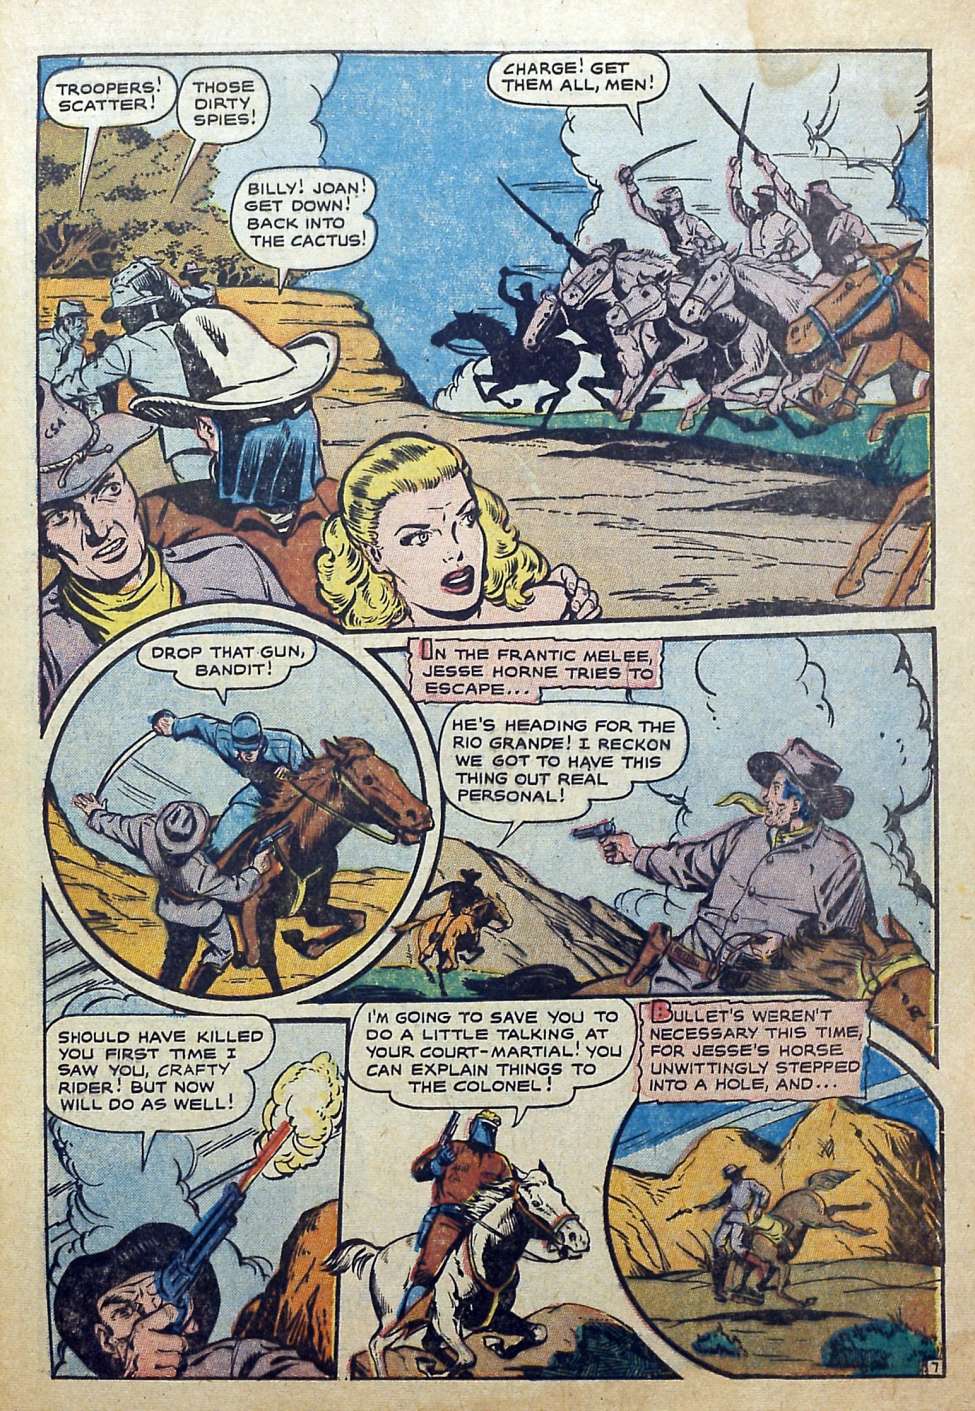 TROOPERS!
SCATTER!
THOSE
DIRTY
SPIES!
BILLY! JOAN!
GET DOWN!
BACK INTO
THE CACTUS!
CHARGE! GET
THEM ALL, MEN!
CSA
DROP THAT GUN,
BANDIT!
IN THE FRANTIC MELEE,
JESSE HORNE TRIES TO
ESCAPE...
HE'S HEADING FOR THE
RIO GRANDE! I RECKON
WE GOT TO HAVE THIS
THING OUT REAL
PERSONAL!
SHOULD HAVE KILLED
YOU FIRST TIME I
SAW YOU, CRAFTY
RIDER! BUT NOW
WILL DO AS WELL!
I'M GOING TO SAVE YOU TO
DO A LITTLE TALKING AT
YOUR COURT-MARTIAL! YOU
CAN EXPLAIN THINGS TO
THE COLONEL!
BULLET'S WEREN'T
NECESSARY THIS TIME,
FOR JESSE'S HORSE
UNWITTINGLY STEPPED
INTO A HOLE, AND...
7